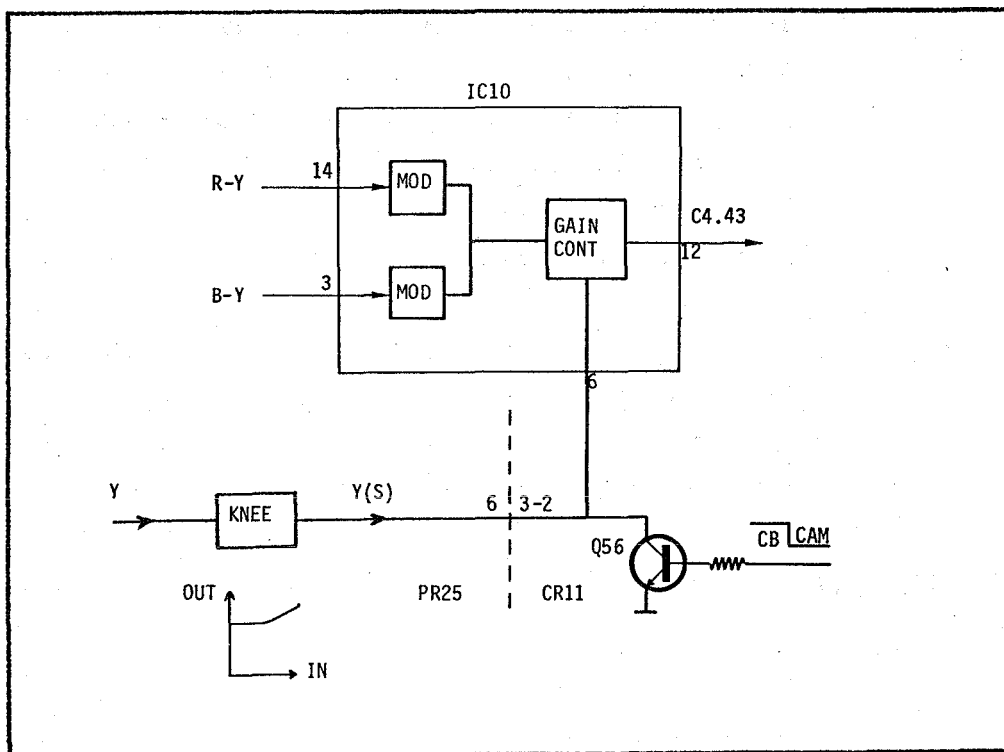 IC10
R-Y
14
MOD
GAIN
CONT
C4.43
12
B-Y
3
MOD
6
Y
KNEE
Y(S)
6
3-2
Q56
CB
CAM
OUT
IN
PR25
CR11